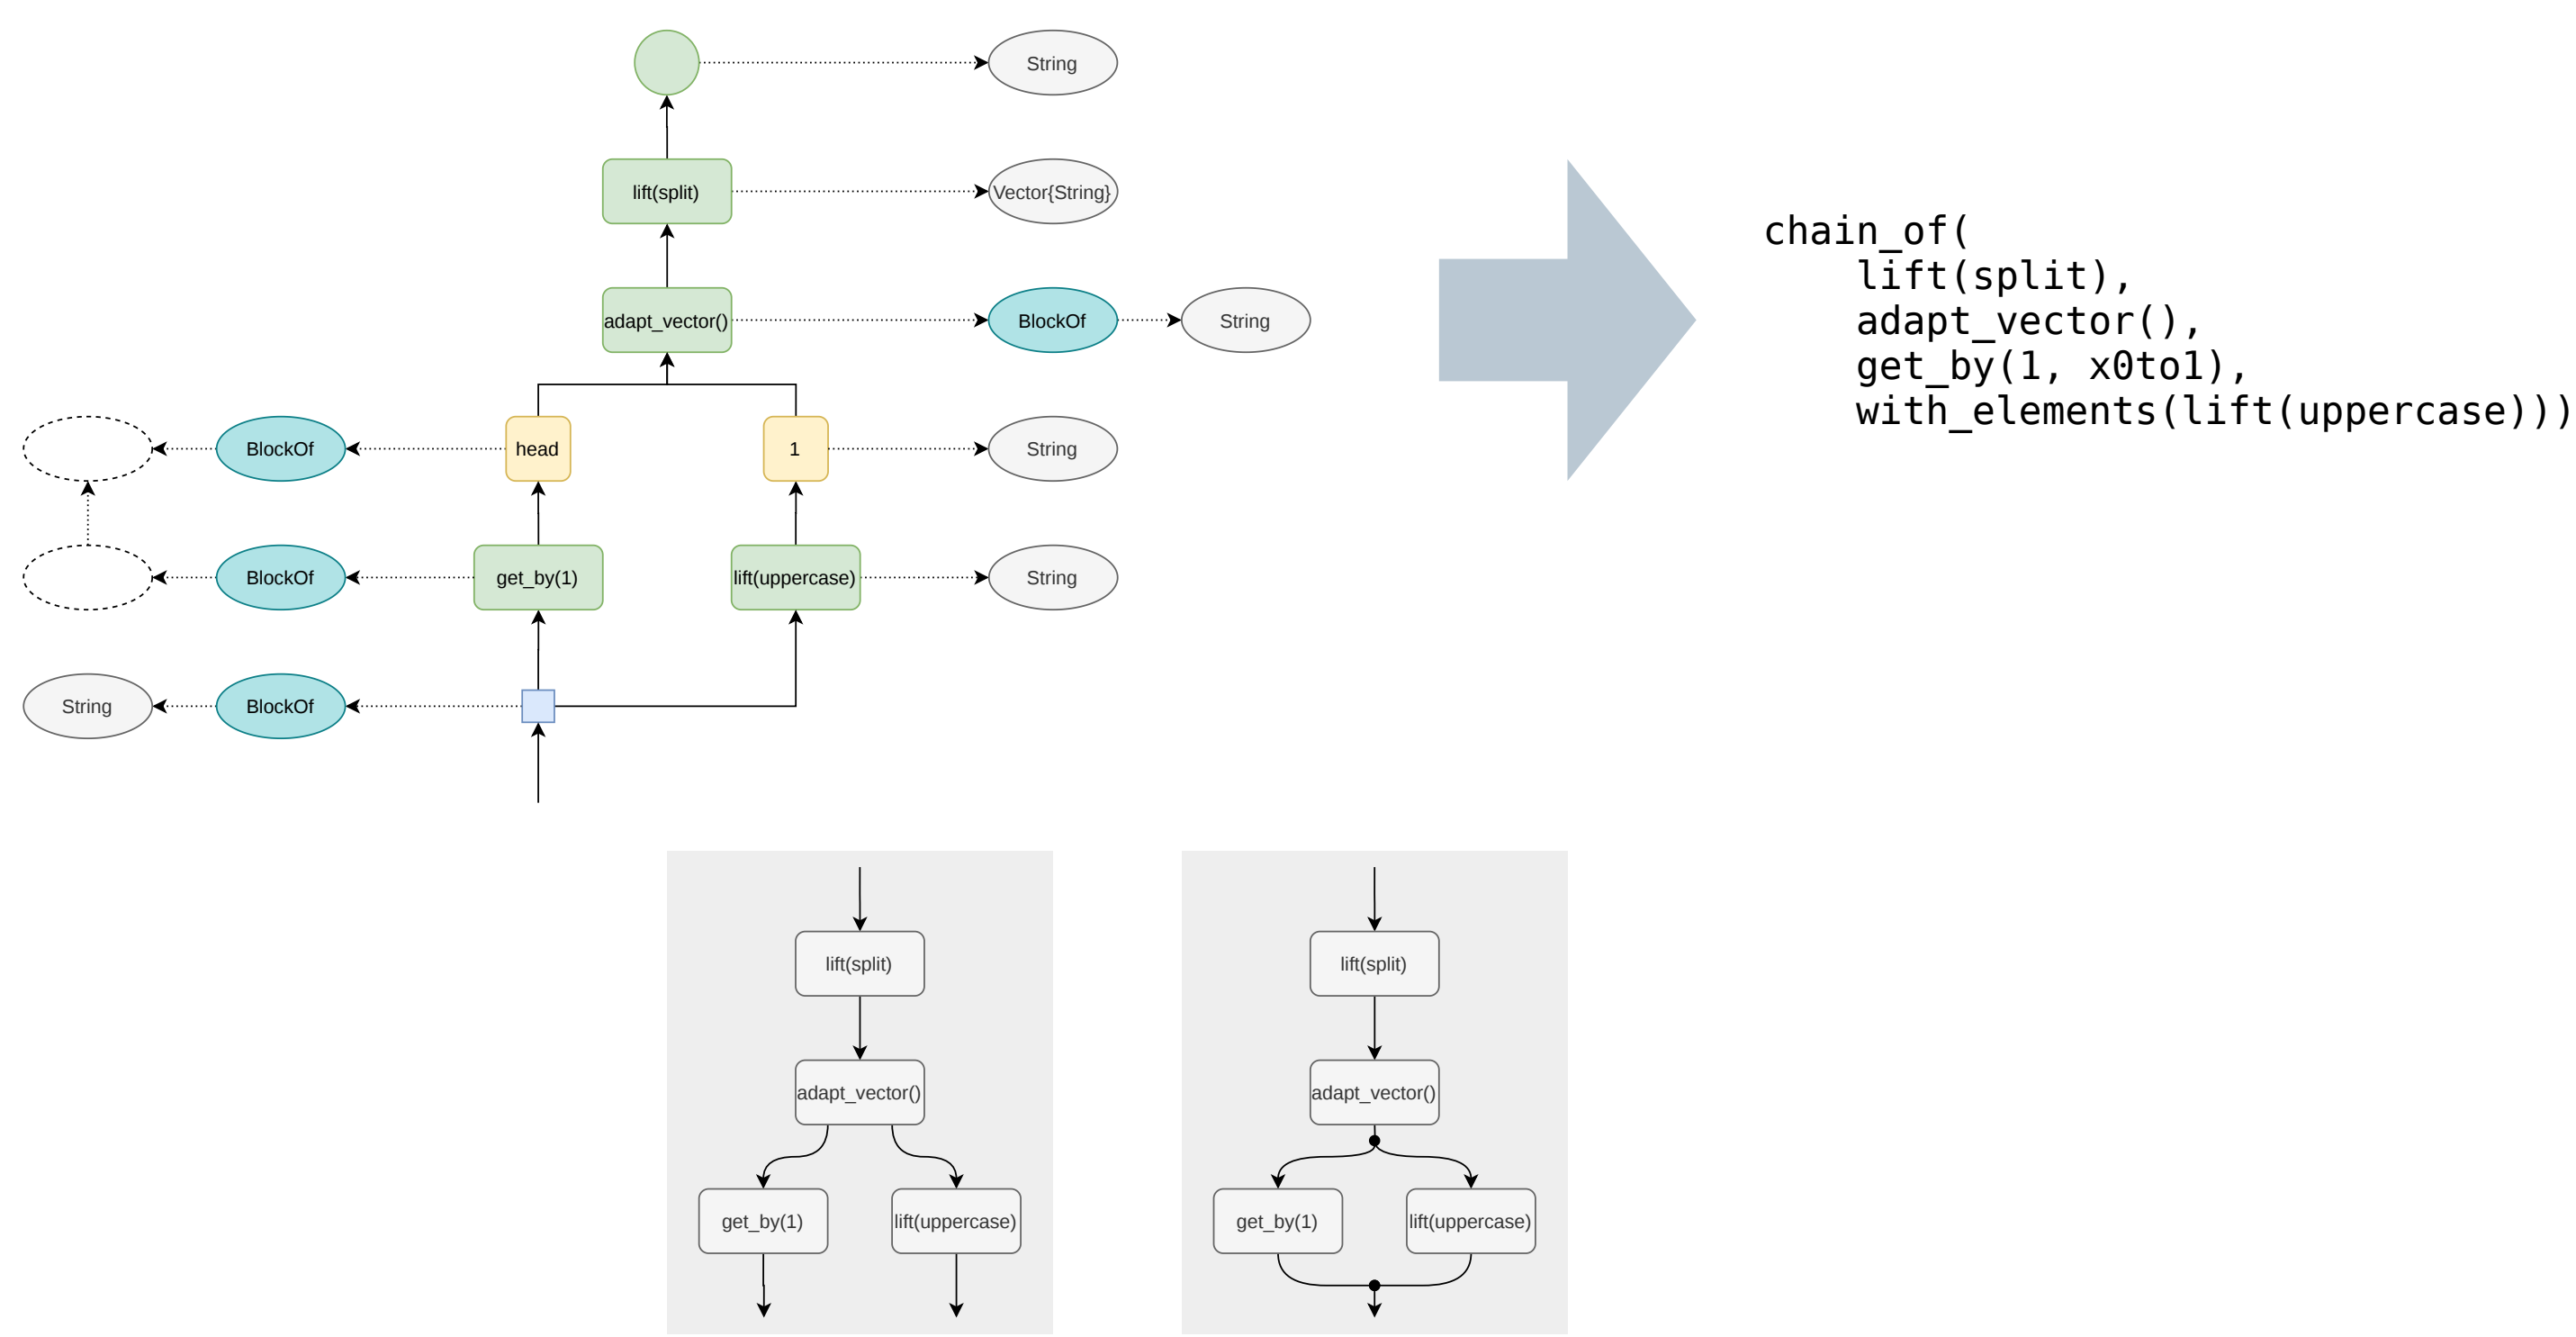 String
lift(split)
Vector{String}
adapt_vector()
BlockOf
String
BlockOf
head
1
String
BlockOf
get_by(1)
lift(uppercase)
String
String
BlockOf
chain_of(
lift(split),
adapt_vector(),
get_by(1, x0to1),
with_elements(lift(uppercase)))
lift(split)
adapt_vector()
get_by(1)
lift(uppercase)
lift(split)
adapt_vector()
get_by(1)
lift(uppercase)